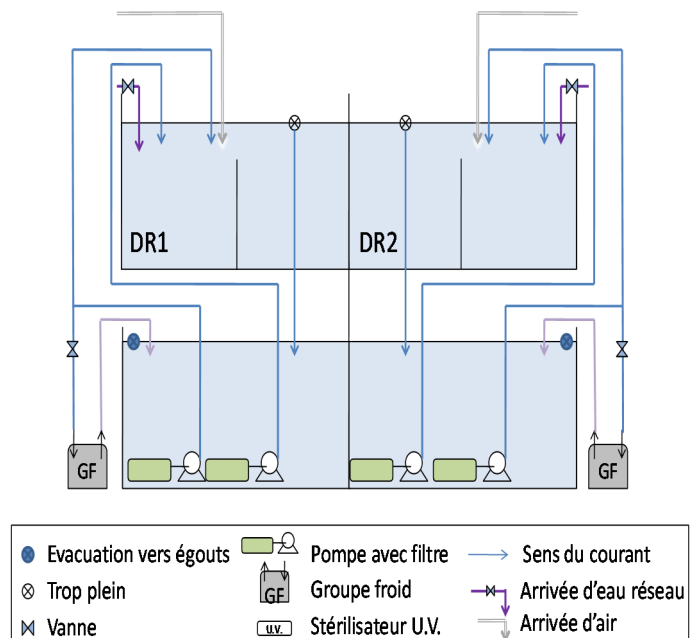 DR1
DR2
GF
GF
Evacuation vers égouts
Pompe avec filtre
Sens du courant
Trop plein
GF
Groupe froid
Arrivée d'eau réseau
Vanne
U.V.
Stérilisateur U.V.
Arrivée d'air